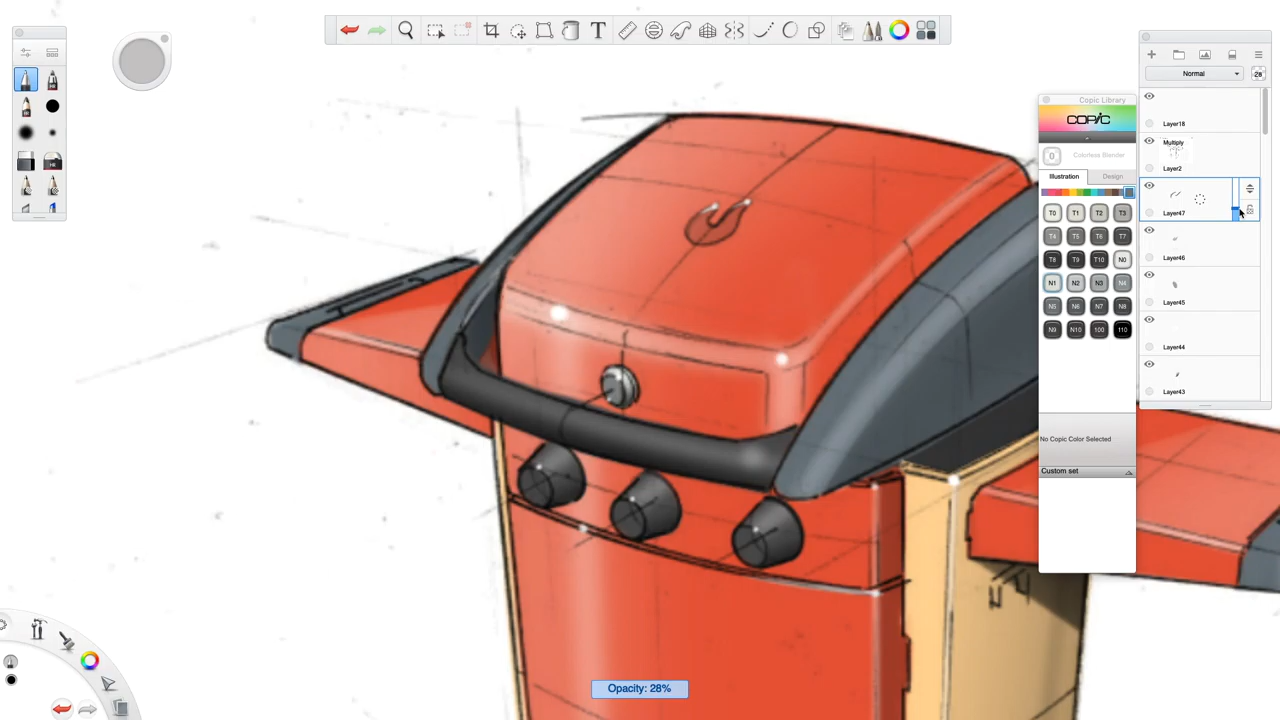 T
Normal
28
Layer18
Multiply
Layer2
Layer47
Layer46
Layer45
Layer44
Layer43
Copic Library
COPIC
0 Colorless Blender
Illustration Design
T0 T1 T2 T3
T4 T5 T6 T7
T8 T9 T10 N0
N1 N2 N3 N4
N5 N6 N7 N8
N9 N10 100 110
No Copic Color Selected
Custom set
Opacity: 28%